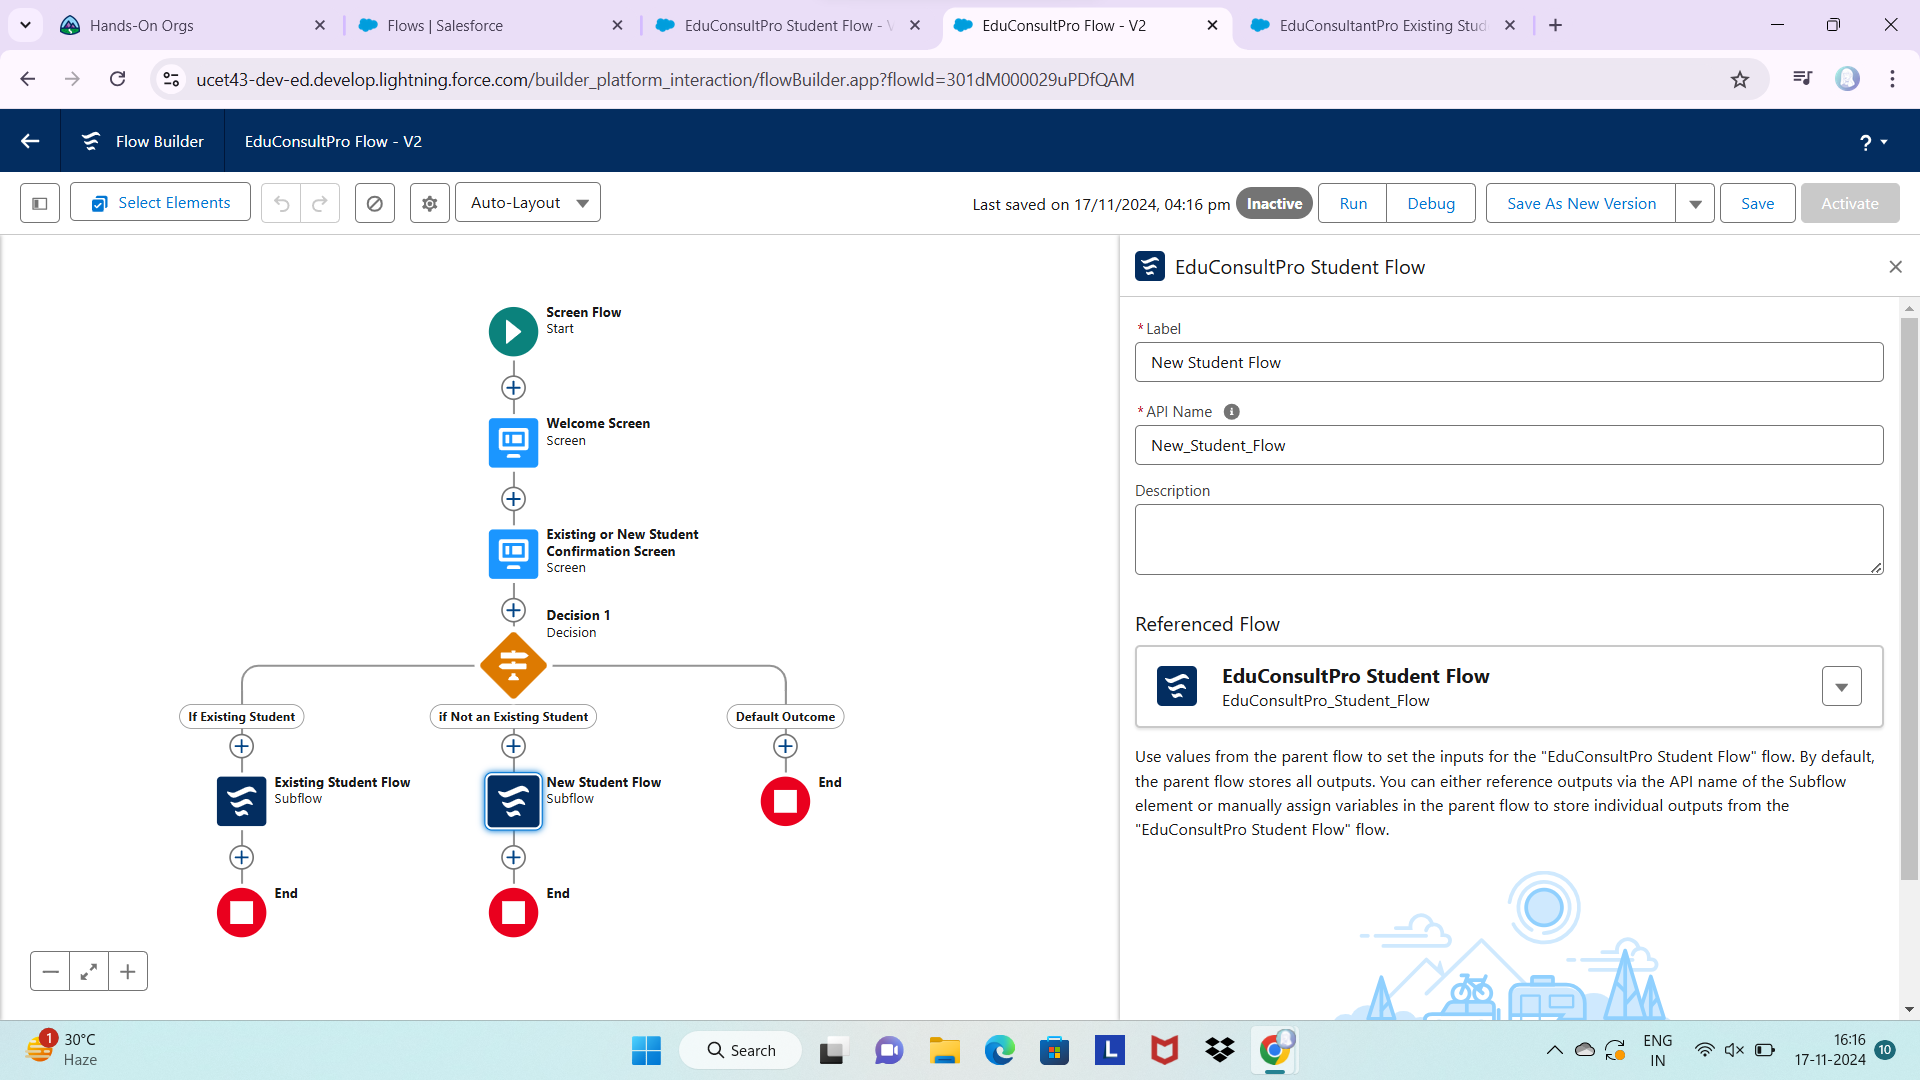 Hands-On Orgs
Flows | Salesforce
EduConsultPro Student Flow - V
EduConsultPro Flow - V2
EduConsultantPro Existing Stud
ucet43-dev-ed.develop.lightning.force.com/builder_platform_interaction/flowBuilder.app?flowId=301dM000029uPDfQAM
Flow Builder
EduConsultPro Flow - V2
?
Select Elements
Auto-Layout
Last saved on 17/11/2024, 04:16 pm
Inactive
Run
Debug
Save As New Version
Save
Activate
Screen Flow
Start
Welcome Screen
Screen
Existing or New Student
Confirmation Screen
Screen
Decision 1
Decision
If Existing Student
if Not an Existing Student
Default Outcome
Existing Student Flow
Subflow
New Student Flow
Subflow
End
End
End
EduConsultPro Student Flow
* Label
New Student Flow
* API Name
New_Student_Flow
Description
Referenced Flow
EduConsultPro Student Flow
EduConsultPro_Student_Flow
Use values from the parent flow to set the inputs for the "EduConsultPro Student Flow" flow. By default,
the parent flow stores all outputs. You can either reference outputs via the API name of the Subflow
element or manually assign variables in the parent flow to store individual outputs from the
"EduConsultPro Student Flow" flow.
1
30°C
Haze
Search
L
ENG
IN
16:16
17-11-2024
10